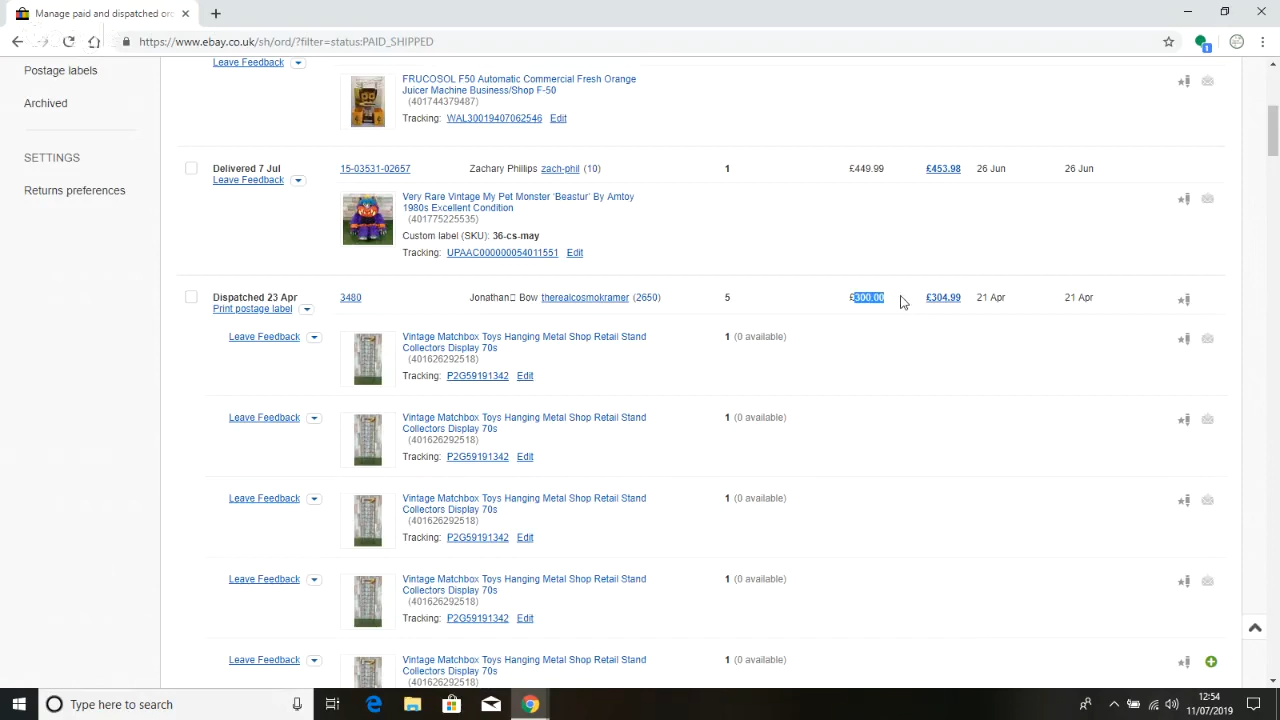 Manage paid and dispatched ord
https://www.ebay.co.uk/sh/ord/?filter=status:PAID_SHIPPED
1
Postage labels
Archived
SETTINGS
Returns preferences
Leave Feedback
FRUCOSOL F50 Automatic Commercial Fresh Orange
Juicer Machine Business/Shop F-50
(401744379487)
Tracking: WAL30019407062546 Edit
Delivered 7 Jul 15-03531-02657 Zachary Phillips zach-phil (10) 1 £449.99 £453.98 26 Jun 26 Jun
Leave Feedback
Very Rare Vintage My Pet Monster 'Beastur' By Amtoy
1980s Excellent Condition
(401775225535)
Custom label (SKU): 36-cs-may
Tracking: UPAAC000000054011551 Edit
Dispatched 23 Apr 3480 Jonathan Bow therealcosmokramer (2650) 5 £300.00 £304.99 21 Apr 21 Apr
Print postage label
Leave Feedback
Vintage Matchbox Toys Hanging Metal Shop Retail Stand 1 (0 available)
Collectors Display 70s
(401626292518)
Tracking: P2G59191342 Edit
Leave Feedback
Vintage Matchbox Toys Hanging Metal Shop Retail Stand 1 (0 available)
Collectors Display 70s
(401626292518)
Tracking: P2G59191342 Edit
Leave Feedback
Vintage Matchbox Toys Hanging Metal Shop Retail Stand 1 (0 available)
Collectors Display 70s
(401626292518)
Tracking: P2G59191342 Edit
Leave Feedback
Vintage Matchbox Toys Hanging Metal Shop Retail Stand 1 (0 available)
Collectors Display 70s
(401626292518)
Tracking: P2G59191342 Edit
Leave Feedback
Vintage Matchbox Toys Hanging Metal Shop Retail Stand 1 (0 available)
Collectors Display 70s
(401626292518)
Type here to search
12:54
11/07/2019